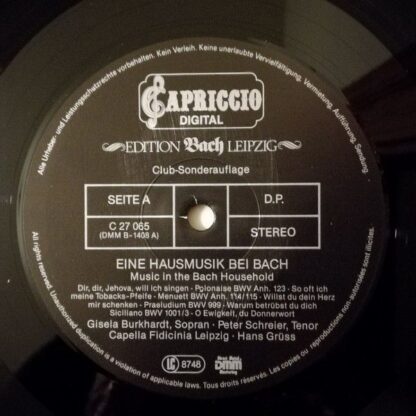 Alle Urheber- und Leistungsschutzrechte vorbehalten. Kein Verleih. Keine unerlaubte Vervielfältigung, Vermietung, Aufführung, Sendung.
CAPRICCIO
DIGITAL
EDITION Bach LEIPZIG
Club-Sonderauflage
SEITE A
D.P.
C 27 065
(DMM B-1408 A)
STEREO
EINE HAUSMUSIK BEI BACH
Music in the Bach Household
Dir, dir, Jehova, will ich singen · Polonaise BWV Anh. 123 · So oft ich
meine Tobacks-Pfeife · Menuett BWV Anh. 114/115 · Willst du dein Herz
mir schenken · Praeludium BWV 999 · Warum betrübst du dich
Siciliano BWV 1001/3 · O Ewigkeit, du Donnerwort
Gisela Burkhardt, Sopran · Peter Schreier, Tenor
Capella Fidicinia Leipzig · Hans Grüss
LC 8748
DMM
All rights reserved. Unauthorized duplication is a violation of applicable laws. Tous droits réservés. Les copies ou reproductions non autorisées sont illicites.